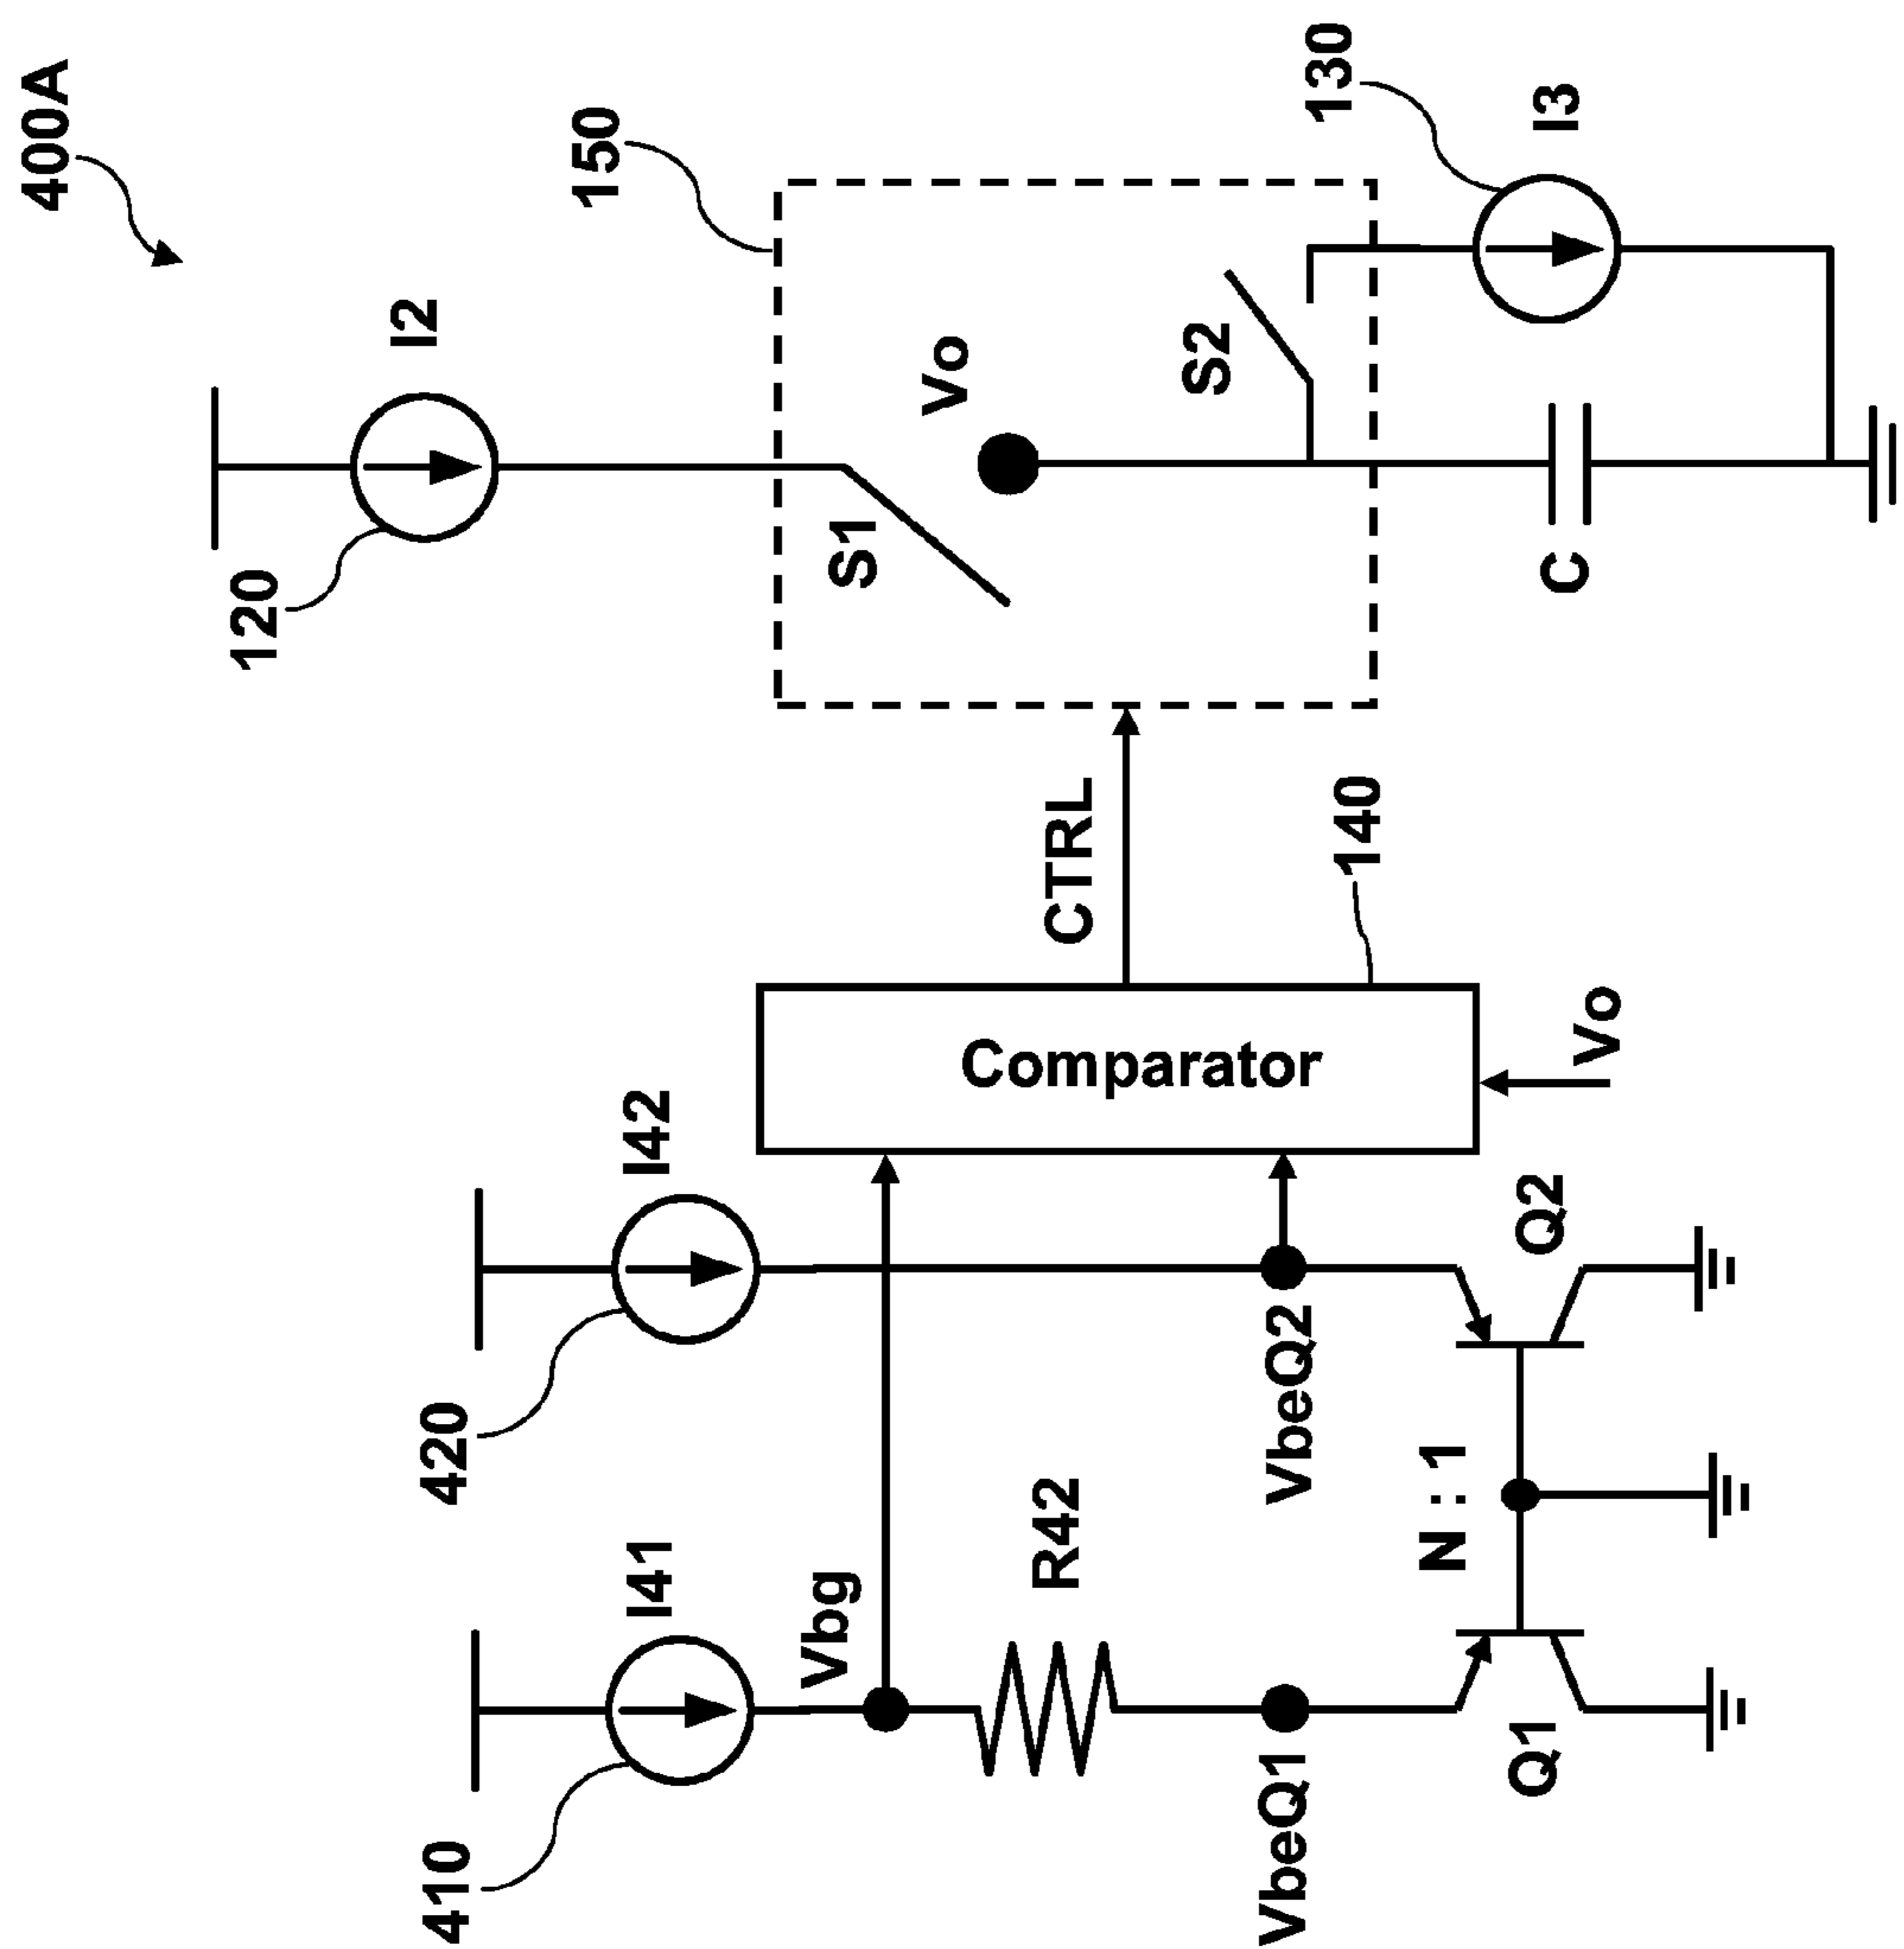 400A
I2
120
150
S1
Vo
S2
130
I3
C
CTRL
140
Comparator
Vo
I42
420
I41
410
Vbg
R42
VbeQ2
VbeQ1
N : 1
Q2
Q1